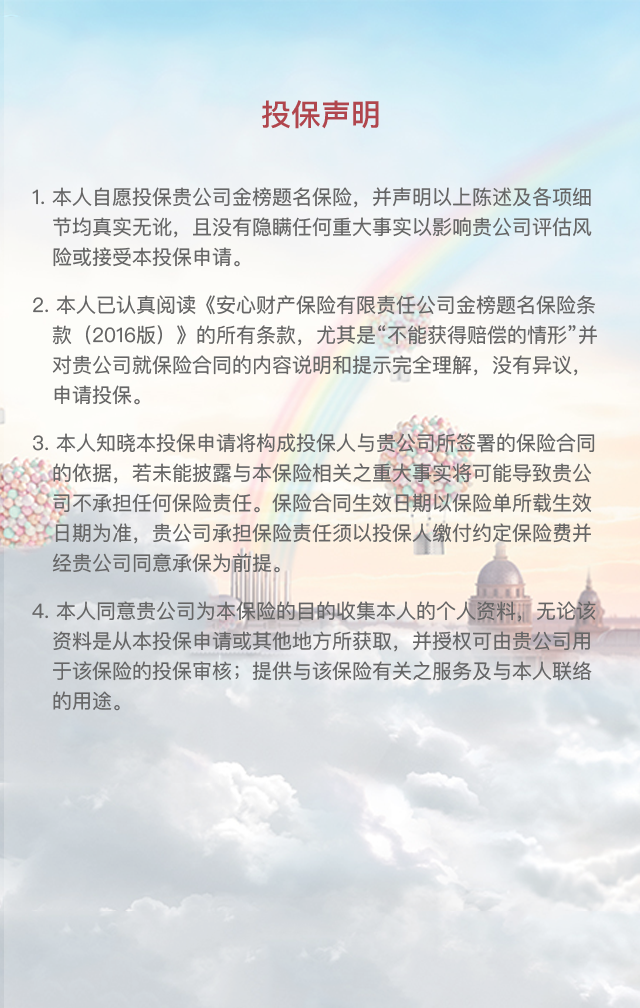 投保声明
1. 本人自愿投保贵公司金榜题名保险，并声明以上陈述及各项细
节均真实无讹，且没有隐瞒任何重大事实以影响贵公司评估风
险或接受本投保申请。
2. 本人已认真阅读《安心财产保险有限责任公司金榜题名保险条
款（2016版）》的所有条款，尤其是“不能获得赔偿的情形”并
对贵公司就保险合同的内容说明和提示完全理解，没有异议，
申请投保。
3. 本人知晓本投保申请将构成投保人与贵公司所签署的保险合同
的依据，若未能披露与本保险相关之重大事实将可能导致贵公
司不承担任何保险责任。保险合同生效日期以保险单所载生效
日期为准，贵公司承担保险责任须以投保人缴付约定保险费并
经贵公司同意承保为前提。
4. 本人同意贵公司为本保险的目的收集本人的个人资料，无论该
资料是从本投保申请或其他地方所获取，并授权可由贵公司用
于该保险的投保审核；提供与该保险有关之服务及与本人联络
的用途。